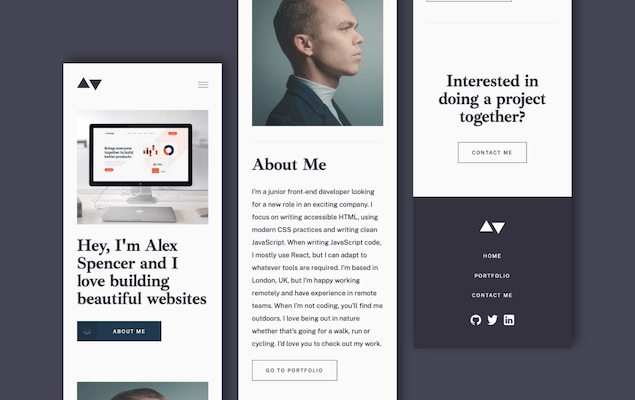 Brings everyone
together to build
better products.
Hey, I'm Alex
Spencer and I
love building
beautiful websites
ABOUT ME
About Me
I'm a junior front-end developer looking
for a new role in an exciting company. I
focus on writing accessible HTML, using
modern CSS practices and writing clean
JavaScript. When writing JavaScript code,
I mostly use React, but I can adapt to
whatever tools are required. I'm based in
London, UK, but I'm happy working
remotely and have experience in remote
teams. When I'm not coding, you'll find me
outdoors. I love being out in nature
whether that's going for a walk, run or
cycling. I'd love you to check out my work.
GO TO PORTFOLIO
Interested in
doing a project
together?
CONTACT ME
HOME
PORTFOLIO
CONTACT ME